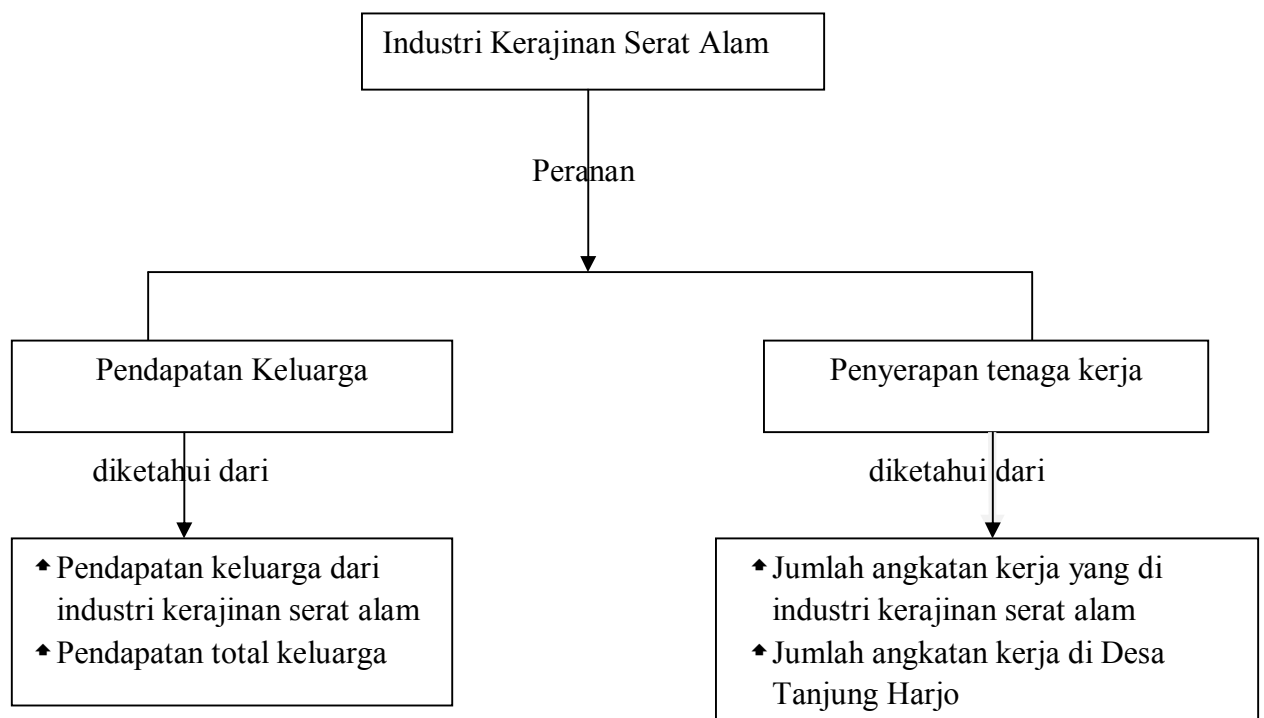 Industri Kerajinan Serat Alam
Peranan
Pendapatan Keluarga
Penyerapan tenaga kerja
diketahui dari
diketahui dari
Pendapatan keluarga dari
industri kerajinan serat alam
Pendapatan total keluarga
Jumlah angkatan kerja yang di
industri kerajinan serat alam
Jumlah angkatan kerja di Desa
Tanjung Harjo